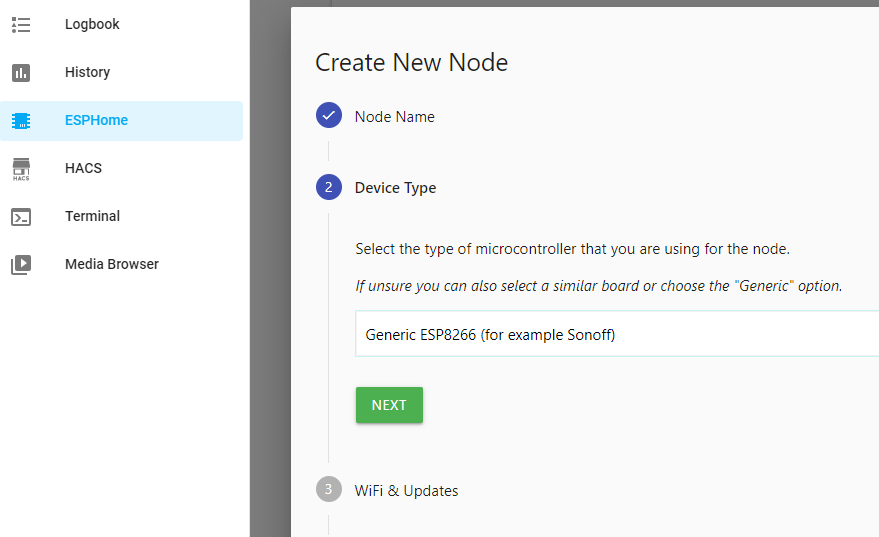 Logbook
History
ESPHome
HACS
HACS
Terminal
Media Browser
Create New Node
Node Name
2
Device Type
Select the type of microcontroller that you are using for the node.
If unsure you can also select a similar board or choose the "Generic" option.
Generic ESP8266 (for example Sonoff)
NEXT
3
WiFi & Updates